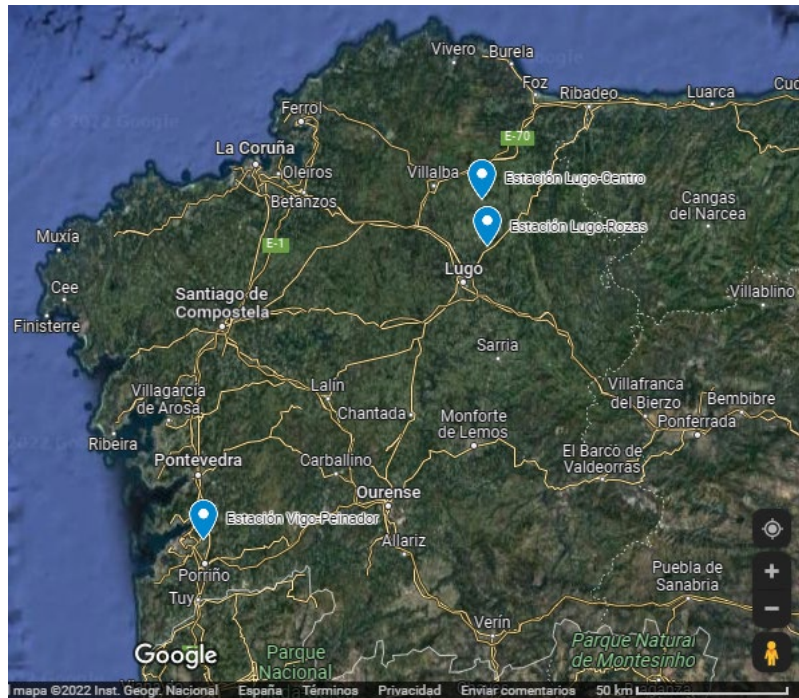 Vivero
Burela
Foz
Ribadeo
Luarca
Ferrol
E-70
La Coruña
Oleiros
Villalba
Estación Lugo-Centro
Betanzos
Cangas
del Narcea
Estación Lugo-Rozas
Muxía
E-1
Lugo
Cee
Santiago de
Compostela
Villablino
Finisterre
Sarria
Villagarcía
de Arosa
Lalín
Villafranca
del Bierzo
Bembibre
Chantada
Monforte
de Lemos
Ponferrada
Ribeira
Pontevedra
Carballino
El Barco de
Valdeorras
Ourense
Estación Vigo-Peinador
Allariz
Porriño
Puebla de
Sanabria
Tuy
Verín
Google
Parque
Nacional
Parque Natural
de Montesinho
mapa ©2022 Inst. Geogr. Nacional España Términos Privacidad Enviar comentarios 50 km